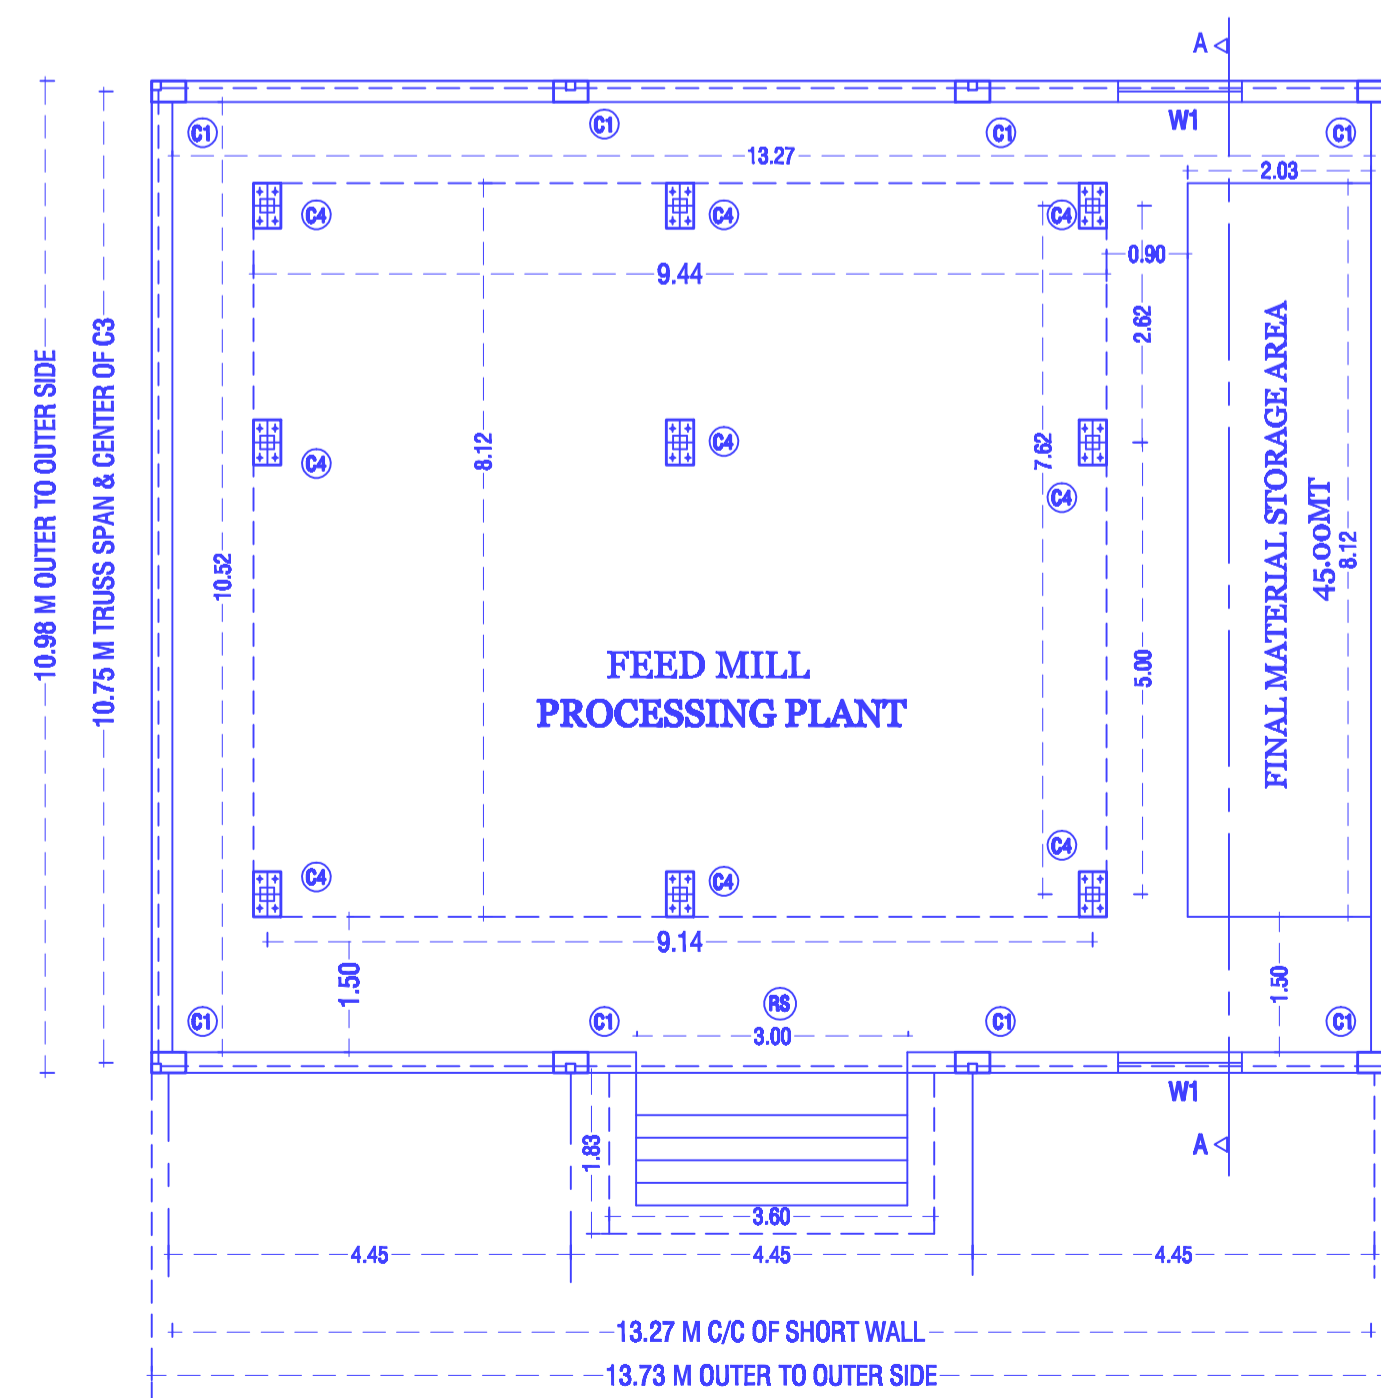 A
C1
C1
C1
W1
C1
13.27
2.03
C4
C4
C4
0.90
9.44
2.62
10.98 M OUTER TO OUTER SIDE
10.75 M TRUSS SPAN & CENTER OF C3
10.52
8.12
7.62
C4
C4
C4
5.00
FINAL MATERIAL STORAGE AREA
45.00MT
8.12
FEED MILL
PROCESSING PLANT
C4
C4
C4
9.14
1.50
1.50
C1
C1
RS
C1
C1
3.00
W1
1.83
A
3.60
4.45
4.45
4.45
13.27 M C/C OF SHORT WALL
13.73 M OUTER TO OUTER SIDE